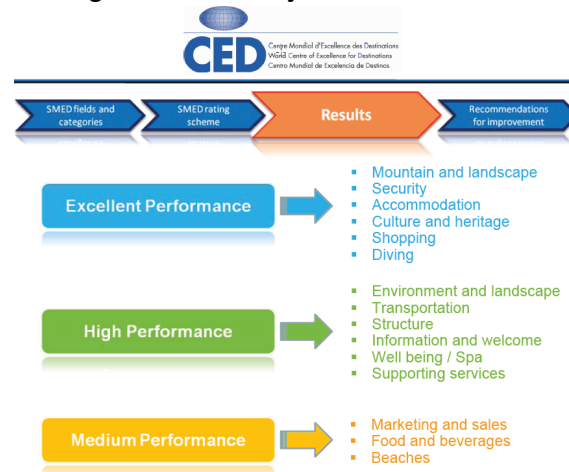 CED
Centre Mondial d'Excellence des Destinations
World Centre of Excellence for Destinations
Centro Mundial de Excelencia de Destinos
SMED fields and
categories
SMED rating
scheme
Results
Recommendations
for improvement
Excellent Performance
▪ Mountain and landscape
▪ Security
▪ Accommodation
▪ Culture and heritage
▪ Shopping
▪ Diving
High Performance
▪ Environment and landscape
▪ Transportation
▪ Structure
▪ Information and welcome
▪ Well being / Spa
▪ Supporting services
Medium Performance
▪ Marketing and sales
▪ Food and beverages
▪ Beaches